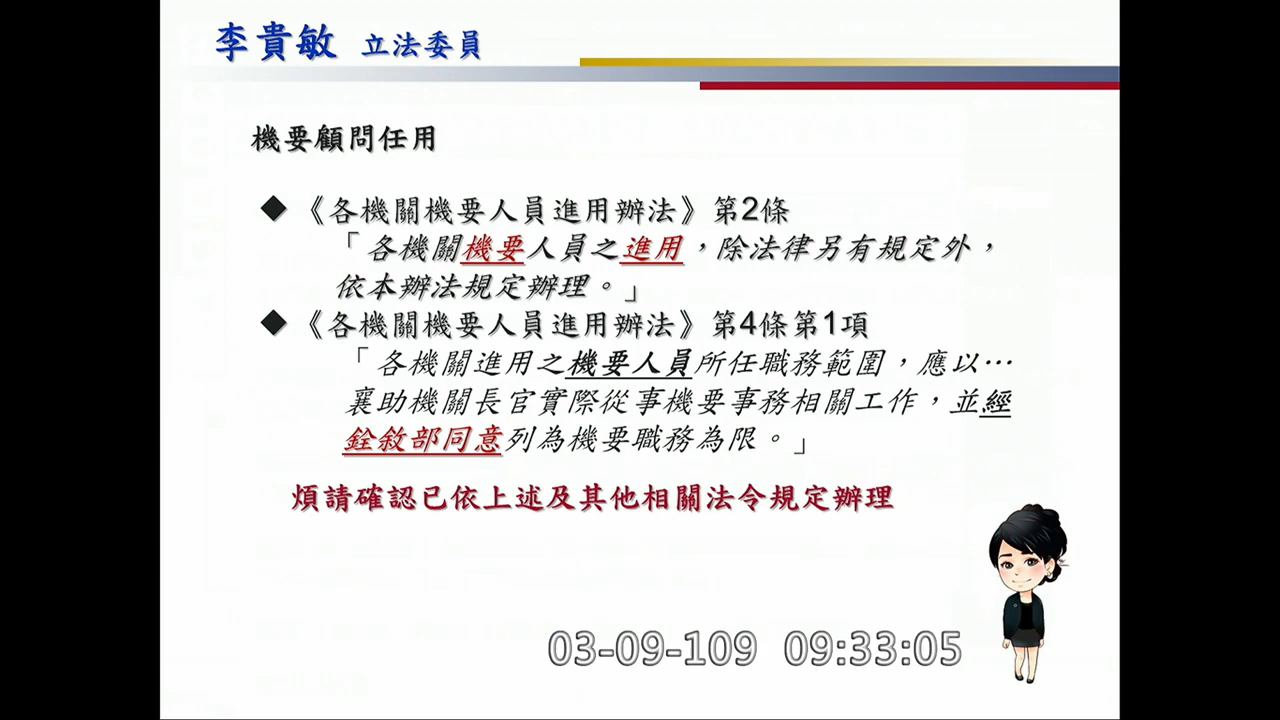 李貴敏 立法委員
機要顧問任用
◆《各機關機要人員進用辦法》第2條
「各機關機要人員之進用，除法律另有規定外，
依本辦法規定辦理。」
◆《各機關機要人員進用辦法》第4條第1項
「各機關進用之機要人員所任職務範圍，應以…
襄助機關長官實際從事機要事務相關工作，並經
銓敘部同意列為機要職務為限。」
煩請確認已依上述及其他相關法令規定辦理
03-09-109 09:33:05